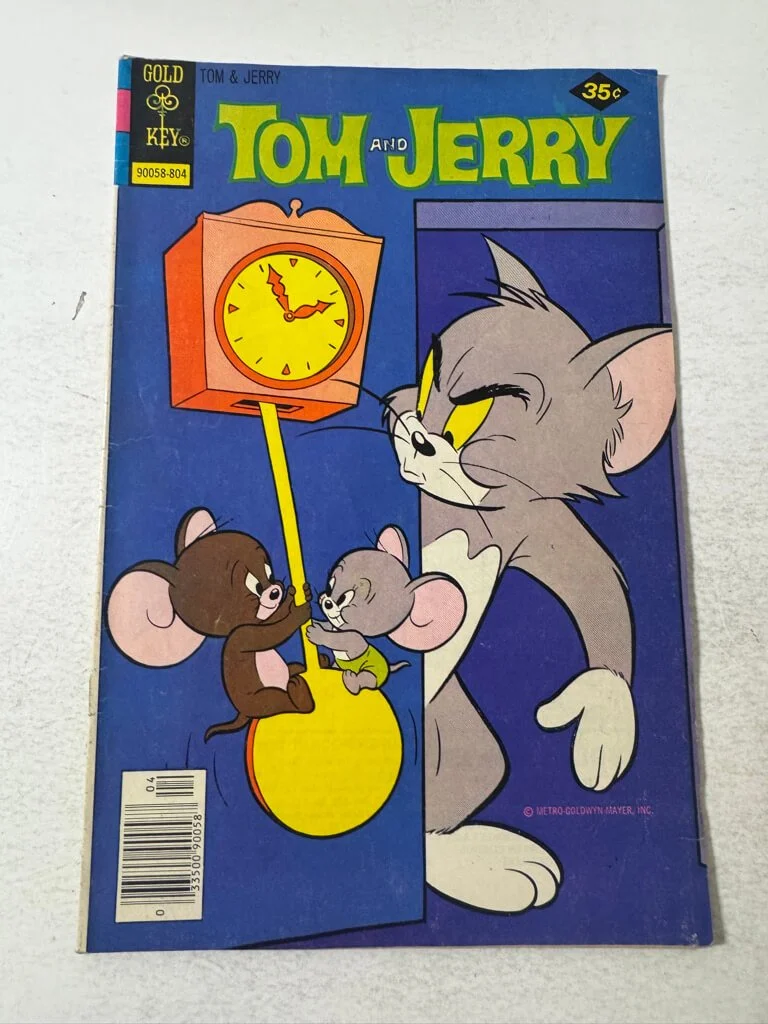 GOLD
KEY®
TOM & JERRY
35¢
90058-804
TOM AND JERRY
04
0 33500 90058
© METRO-GOLDWYN-MAYER, INC.